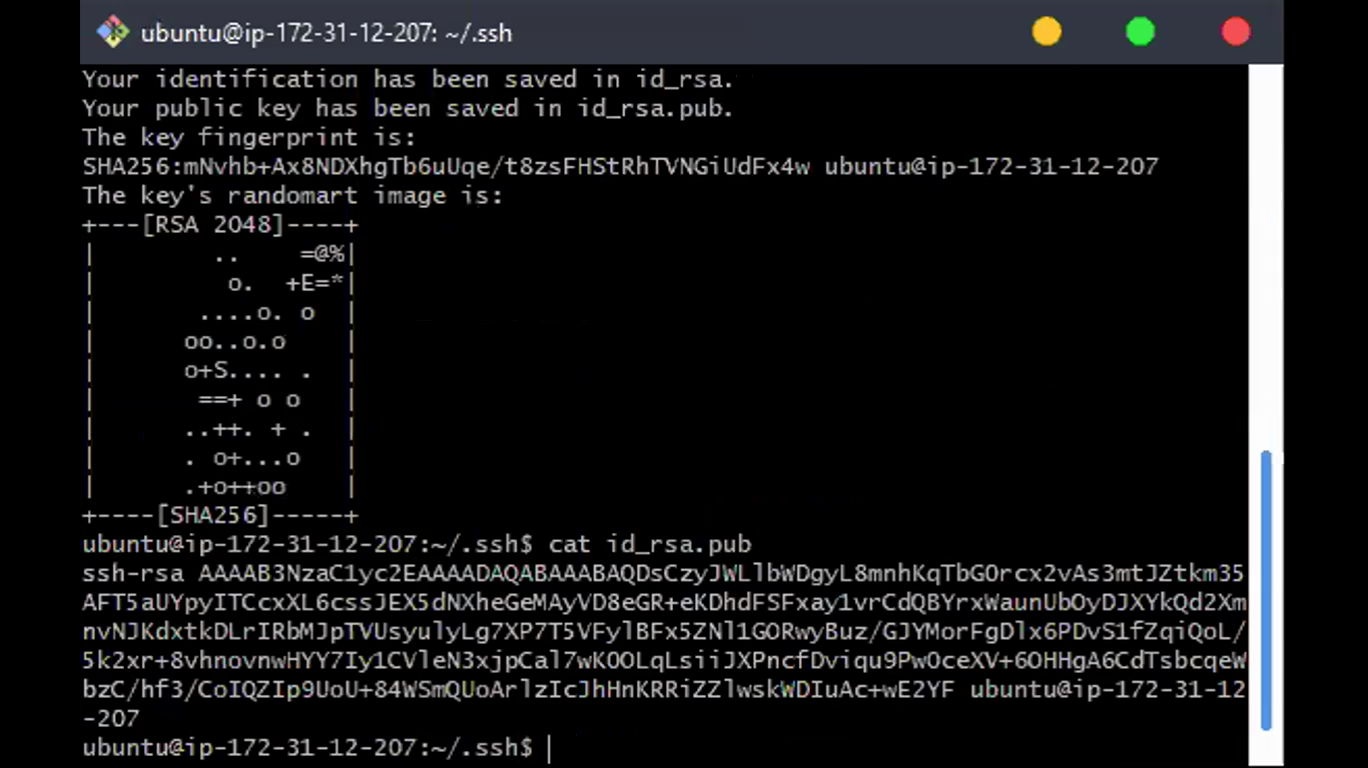 ubuntu@ip-172-31-12-207: ~/.ssh
Your identification has been saved in id_rsa.
Your public key has been saved in id_rsa.pub.
The key fingerprint is:
SHA256:mNvhb+Ax8NDXhgTb6uUqe/t8zsFHStRhTVNGiUdFx4w ubuntu@ip-172-31-12-207
The key's randomart image is:
+---[RSA 2048]----+
|        ..    =@%|
|         o.  +E=*|
|       ....o. o  |
|      oo..o.o    |
|      o+S.... .  |
|       ==+ o o   |
|      ..++. + .  |
|      . o+...o   |
|      .+o++oo    |
+----[SHA256]-----+
ubuntu@ip-172-31-12-207:~/.ssh$ cat id_rsa.pub
ssh-rsa AAAAB3NzaC1yc2EAAAADAQABAAABAQDsCzyJWLlbWDgyL8mnhKqTbGOrcx2vAs3mtJZtkm35
AFT5aUYpyITCcxXL6cssJEX5dNXheGeMAyVD8eGR+eKDhdFSFxay1vrCdQBYrxWaunUbOyDJXYkQd2Xm
nvNJKdxtkDLrIRbMJpTVUsyulyLg7XP7T5VFylBFx5ZNl1GORwyBuz/GJYMorFgDlx6PDvS1fZqiQoL/
5k2xr+8vhnovnwHYY7Iy1CVleN3xjpCal7wKOOLqLsiiJXPncfDviqu9PwOceXV+6OHHgA6CdTsbcqeW
bzC/hf3/CoIQZIp9UoU+84WSmQUoArlzIcJhHnKRRiZZlwskWDIuAc+wE2YF ubuntu@ip-172-31-12
-207
ubuntu@ip-172-31-12-207:~/.ssh$